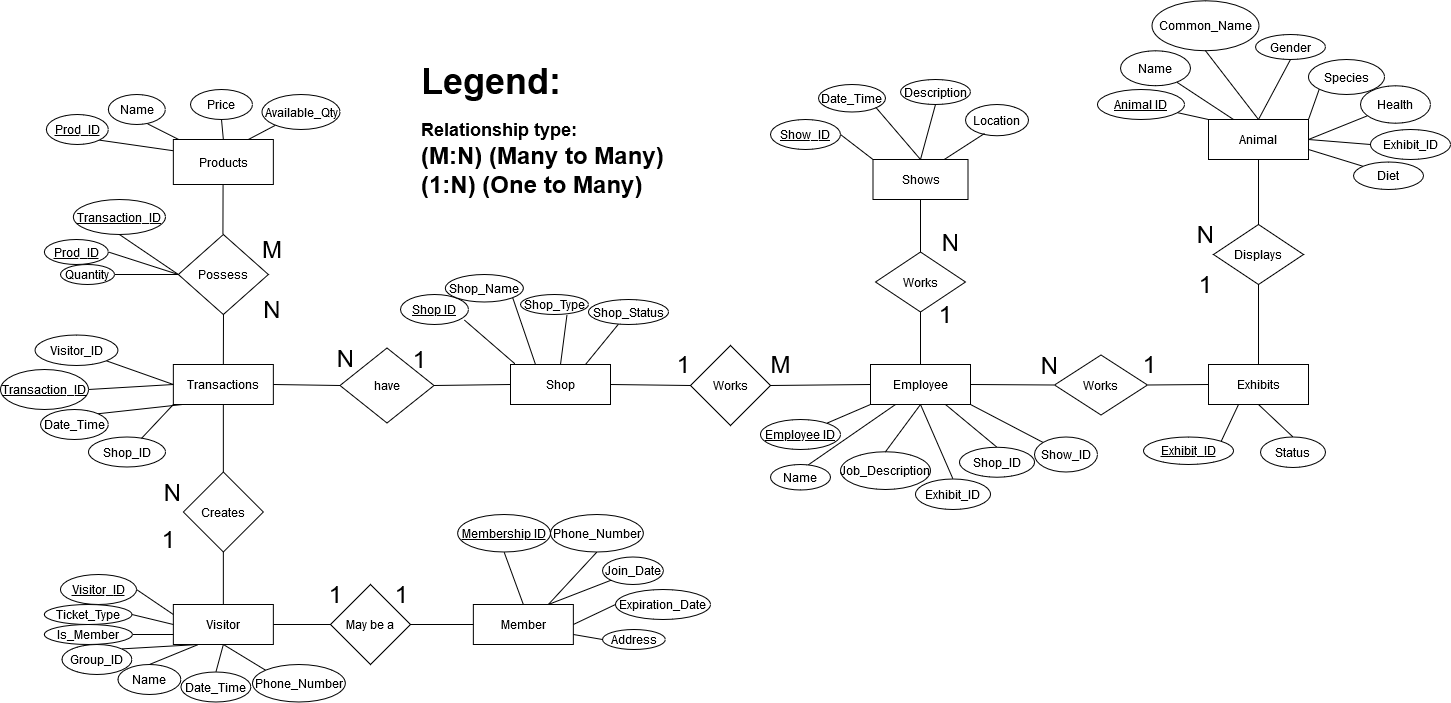 Legend:
Relationship type:
(M:N) (Many to Many)
(1:N) (One to Many)
Prod_ID
Name
Price
Available_Qty
Products
Transaction_ID
Prod_ID
Quantity
Possess
M
N
Visitor_ID
Transaction_ID
Date_Time
Shop_ID
Transactions
N
have
1
Shop ID
Shop_Name
Shop_Type
Shop_Status
Shop
1
Works
M
Show_ID
Date_Time
Description
Location
Shows
N
Works
1
Employee
Employee ID
Name
Job_Description
Exhibit_ID
Shop_ID
Show_ID
N
Works
1
Animal ID
Name
Common_Name
Gender
Species
Health
Exhibit_ID
Diet
Animal
N
Displays
1
Exhibits
Exhibit_ID
Status
N
Creates
1
Visitor_ID
Ticket_Type
Is_Member
Group_ID
Name
Date_Time
Phone_Number
Visitor
1
May be a
1
Membership ID
Phone_Number
Join_Date
Expiration_Date
Address
Member